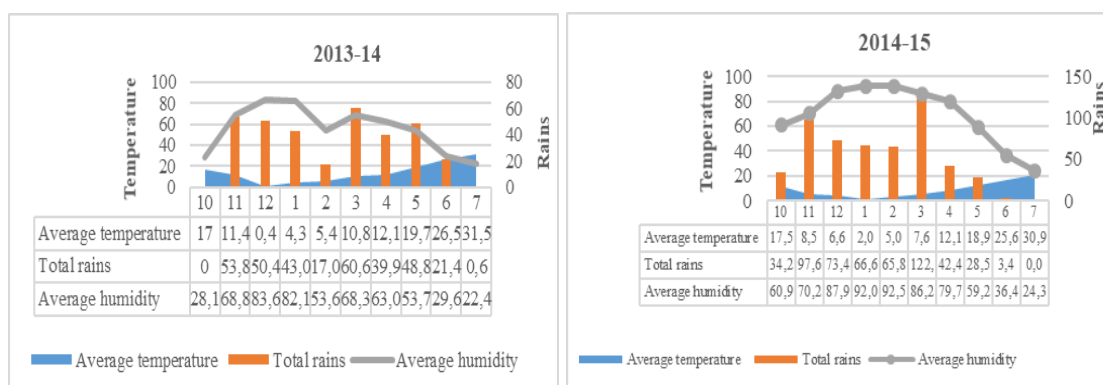 2013-14
Temperature
100
80
60
40
20
0
80
60
40
20
0
Rains
10 11 12 1 2 3 4 5 6 7
Average temperature 17 11,4 0,4 4,3 5,4 10,8 12,1 19,7 26,5 31,5
Total rains 0 53,8 50,4 43,0 17,0 60,6 39,9 48,8 21,4 0,6
Average humidity 28,1 68,8 83,6 82,1 53,6 68,3 63,0 53,7 29,6 22,4
Average temperature Total rains Average humidity
2014-15
Temperature
100
80
60
40
20
0
150
100
50
0
Rains
10 11 12 1 2 3 4 5 6 7
Average temperature 17,5 8,5 6,6 2,0 5,0 7,6 12,1 18,9 25,6 30,9
Total rains 34,2 97,6 73,4 66,6 65,8 122, 42,4 28,5 3,4 0,0
Average humidity 60,9 70,2 87,9 92,0 92,5 86,2 79,7 59,2 36,4 24,3
Average temperature Total rains Average humidity